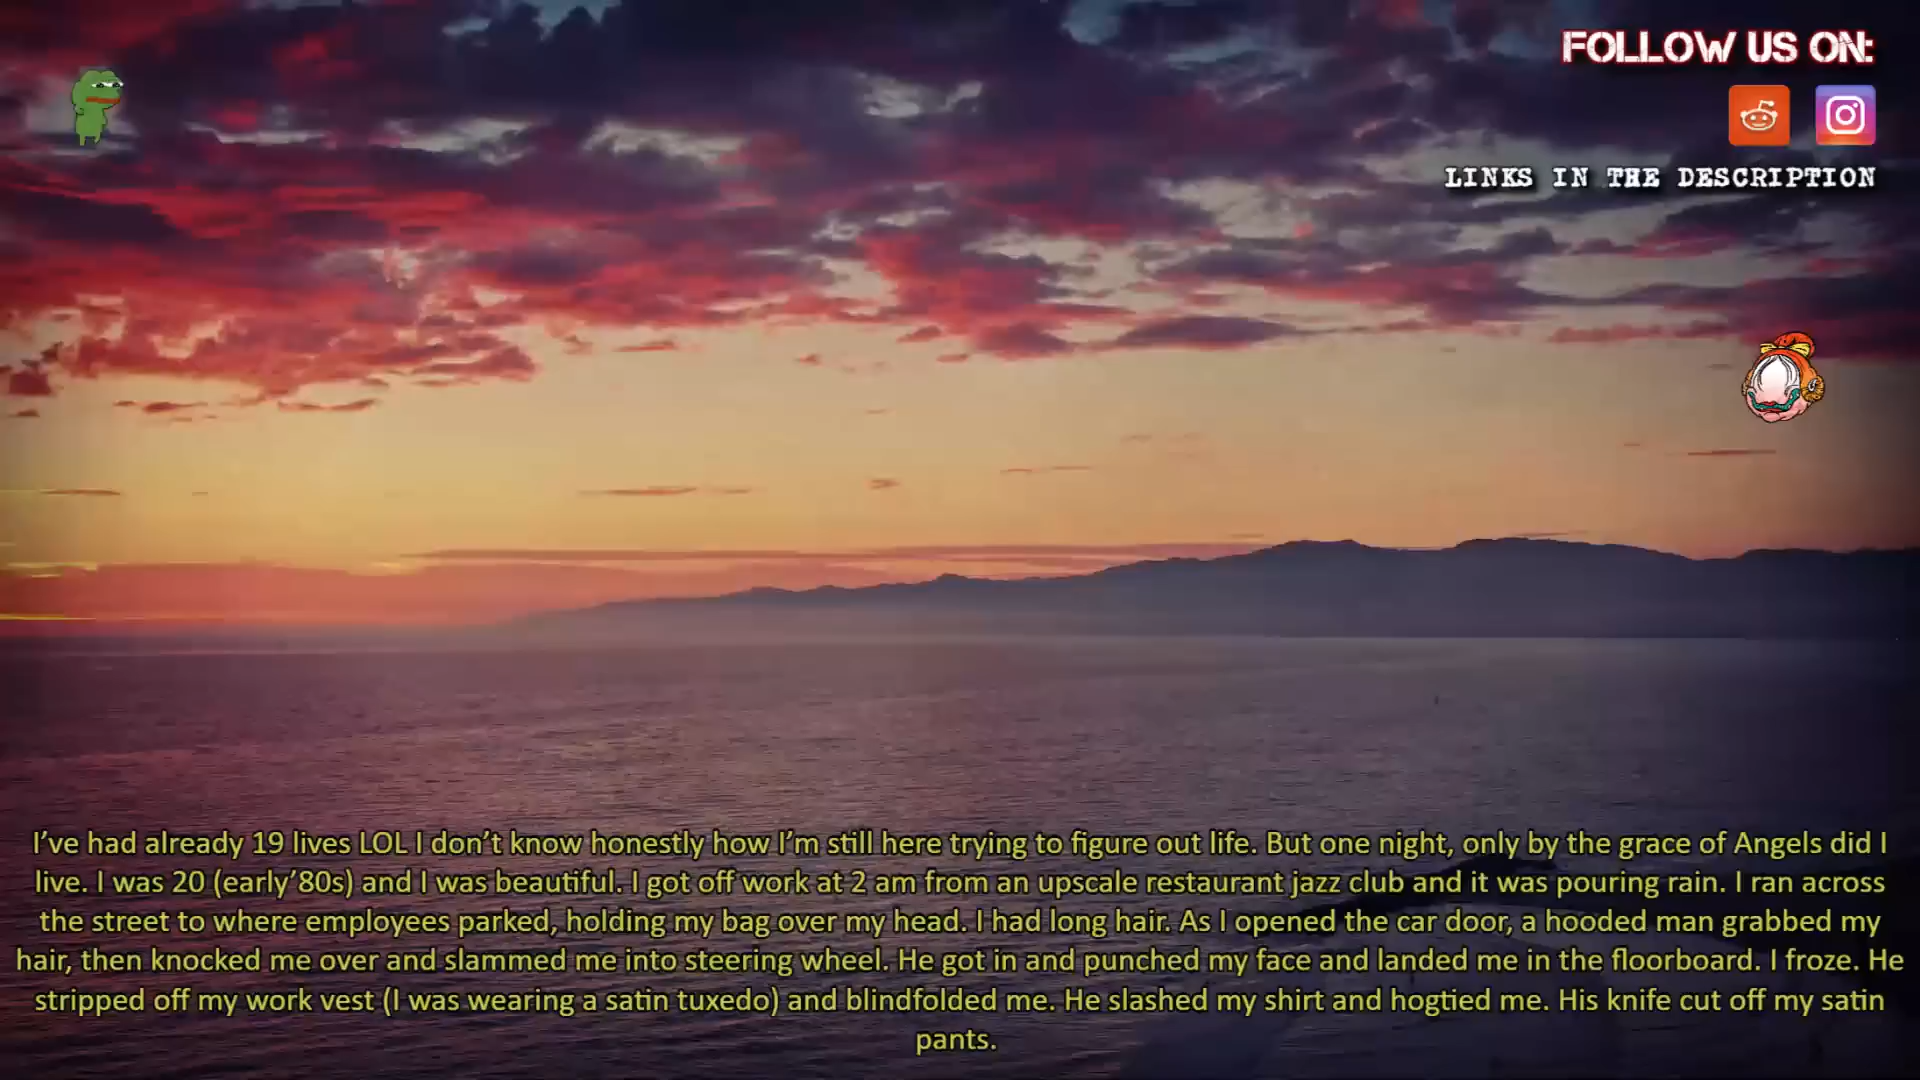 FOLLOW US ON:
LINKS IN THE DESCRIPTION
I’ve had already 19 lives LOL I don’t know honestly how I’m still here trying to figure out life. But one night, only by the grace of Angels did I
live. I was 20 (early’80s) and I was beautiful. I got off work at 2 am from an upscale restaurant jazz club and it was pouring rain. I ran across
the street to where employees parked, holding my bag over my head. I had long hair. As I opened the car door, a hooded man grabbed my
hair, then knocked me over and slammed me into steering wheel. He got in and punched my face and landed me in the floorboard. I froze. He
stripped off my work vest (I was wearing a satin tuxedo) and blindfolded me. He slashed my shirt and hogtied me. His knife cut off my satin
pants.